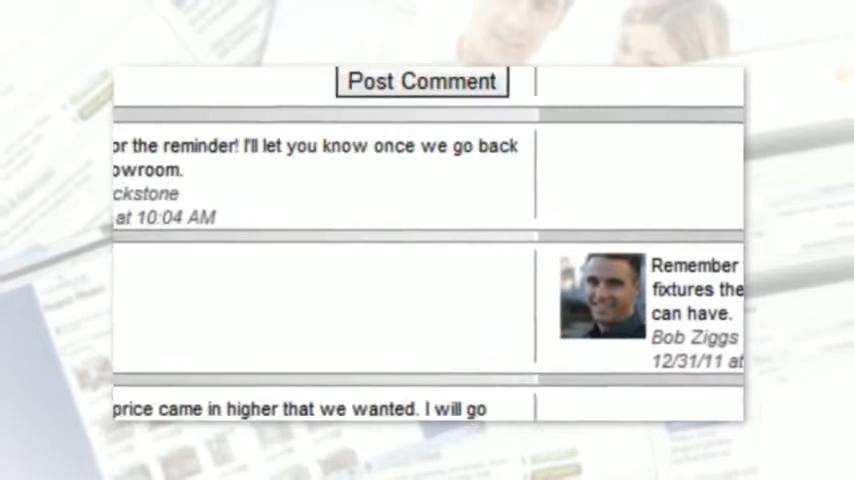 Post Comment
or the reminder! I'll let you know once we go back
owroom.
ckstone
at 10:04 AM
Remember
fixtures the
can have.
Bob Ziggs
12/31/11 at
price came in higher that we wanted. I will go